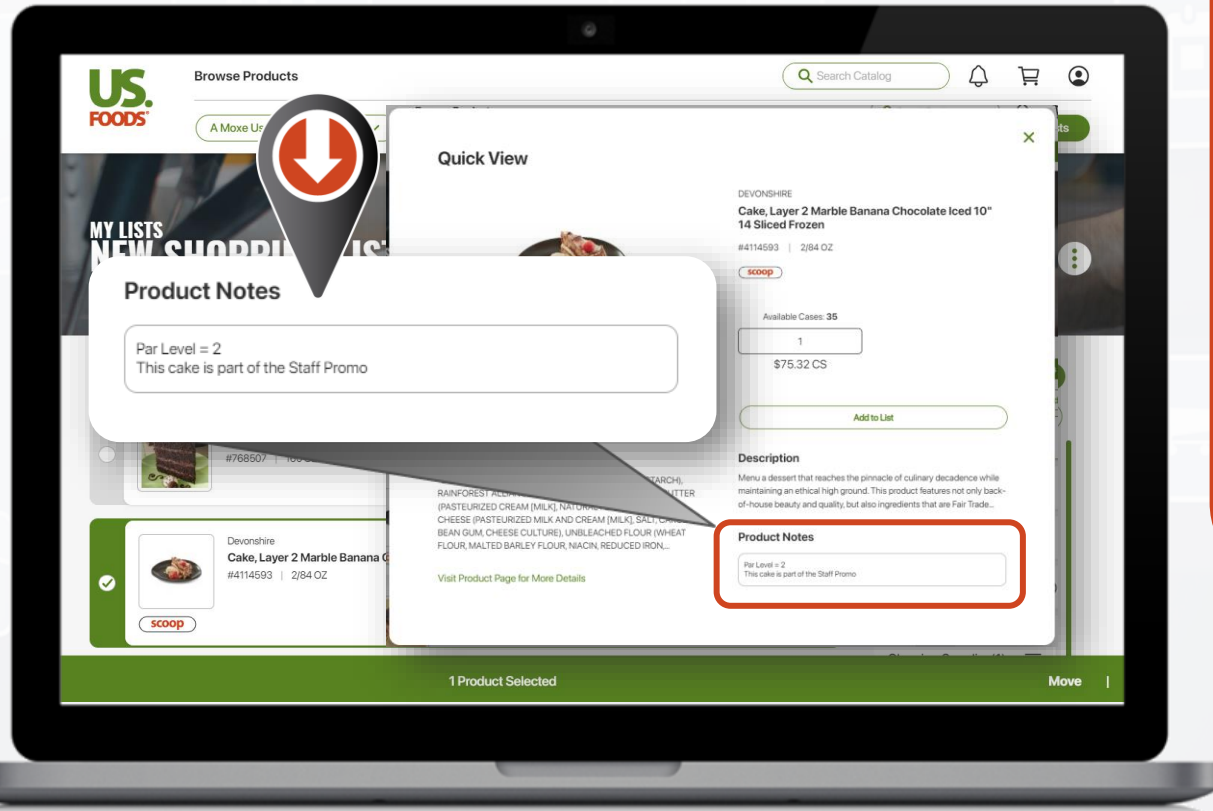 US.
FOODS®
Browse Products
Search Catalog
A Moxe Us
MY LISTS
NEW SHOPPING LIST
Quick View
DEVONSHIRE
Cake, Layer 2 Marble Banana Chocolate Iced 10"
14 Sliced Frozen
#4114593 | 2/84 OZ
scoop
Available Cases: 35
1
$75.32 CS
Add to List
Product Notes
Par Level = 2
This cake is part of the Staff Promo
Description
Menu a dessert that reaches the pinnacle of culinary decadence while
maintaining an ethical high ground. This product features not only back-
of-house beauty and quality, but also ingredients that are Fair Trade...
#768507
RAINFOREST
(PASTEURIZED CREAM [MILK],
CHEESE (PASTEURIZED MILK AND CREAM [MILK], SALT,
BEAN GUM, CHEESE CULTURE), UNBLEACHED FLOUR (WHEAT
FLOUR, MALTED BARLEY FLOUR, NIACIN, REDUCED IRON,...
Visit Product Page for More Details
Product Notes
Par Level = 2
This cake is part of the Staff Promo
Devonshire
Cake, Layer 2 Marble Banana
#4114593 | 2/84 OZ
scoop
1 Product Selected
Move |